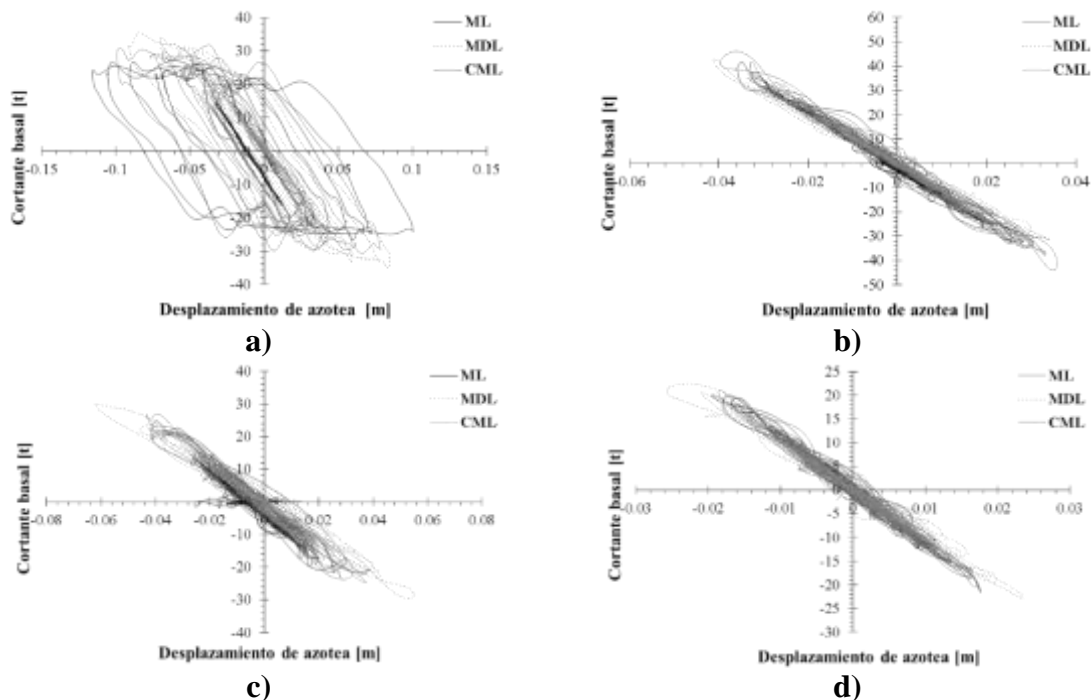 40
30
20
10
0
-10
-20
-30
-40
-0.15
-0.1
-0.05
0
0.05
0.1
0.15
Cortante basal [t]
Desplazamiento de azotea [m]
ML
MDL
CML
a)
60
50
40
30
20
10
0
-10
-20
-30
-40
-50
-0.06
-0.04
-0.02
0.02
0.04
Cortante basal [t]
Desplazamiento de azotea [m]
ML
MDL
CML
b)
40
30
20
10
0
-10
-20
-30
-40
-0.08
-0.06
-0.04
-0.02
0.02
0.04
0.06
0.08
Cortante basal [t]
Desplazamiento de azotea [m]
ML
MDL
CML
c)
25
20
15
10
5
0
-5
-10
-15
-20
-25
-30
-0.03
-0.02
-0.01
0
0.01
0.02
0.03
Cortante basal [t]
Desplazamiento de azotea [m]
ML
MDL
CML
d)